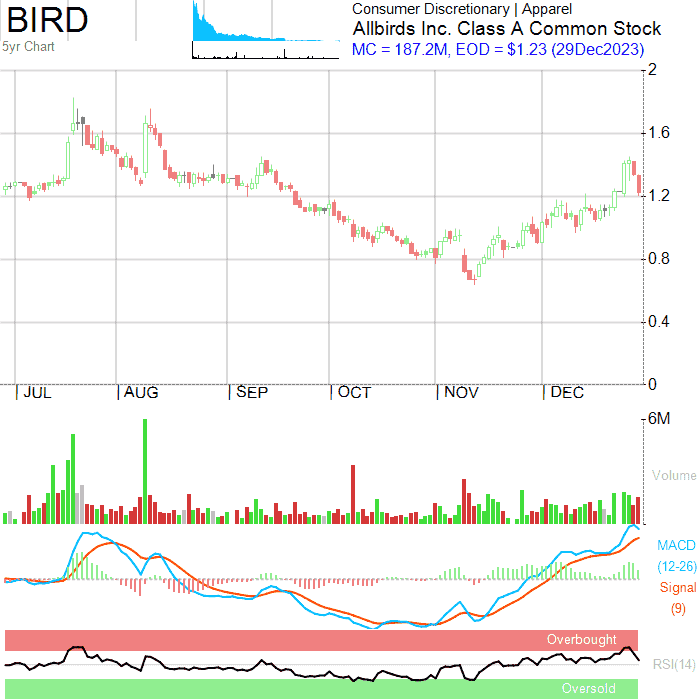 BIRD
5yr Chart
Consumer Discretionary | Apparel
Allbirds Inc. Class A Common Stock
MC = 187.2M, EOD = $1.23 (29Dec2023)
2
1.6
1.2
0.8
0.4
0
JUL AUG SEP OCT NOV DEC
6M
Volume
MACD
(12-26)
Signal
(9)
Overbought
RSI(14)
Oversold